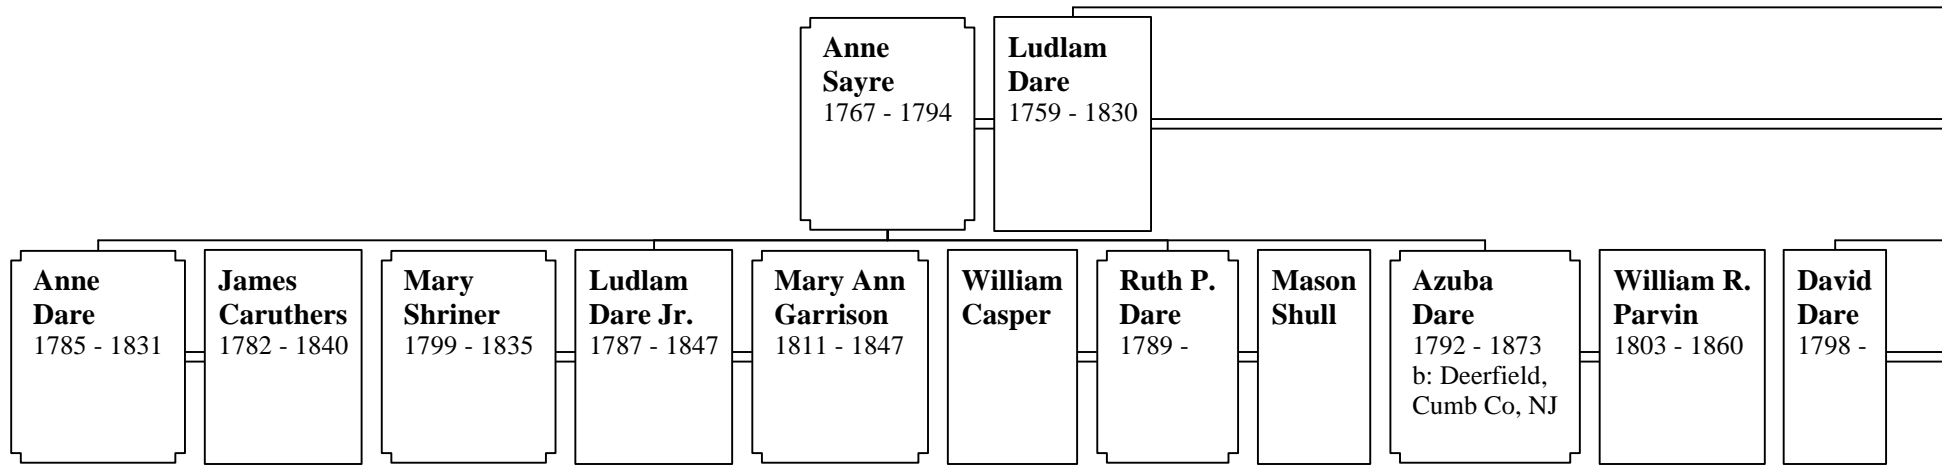 Anne
Sayre
1767 - 1794
Ludlam
Dare
1759 - 1830
Anne
Dare
1785 - 1831
James
Caruthers
1782 - 1840
Mary
Shriner
1799 - 1835
Ludlam
Dare Jr.
1787 - 1847
Mary Ann
Garrison
1811 - 1847
William
Casper
Ruth P.
Dare
1789 -
Mason
Shull
Azuba
Dare
1792 - 1873
b: Deerfield,
Cumb Co, NJ
William R.
Parvin
1803 - 1860
David
Dare
1798 -